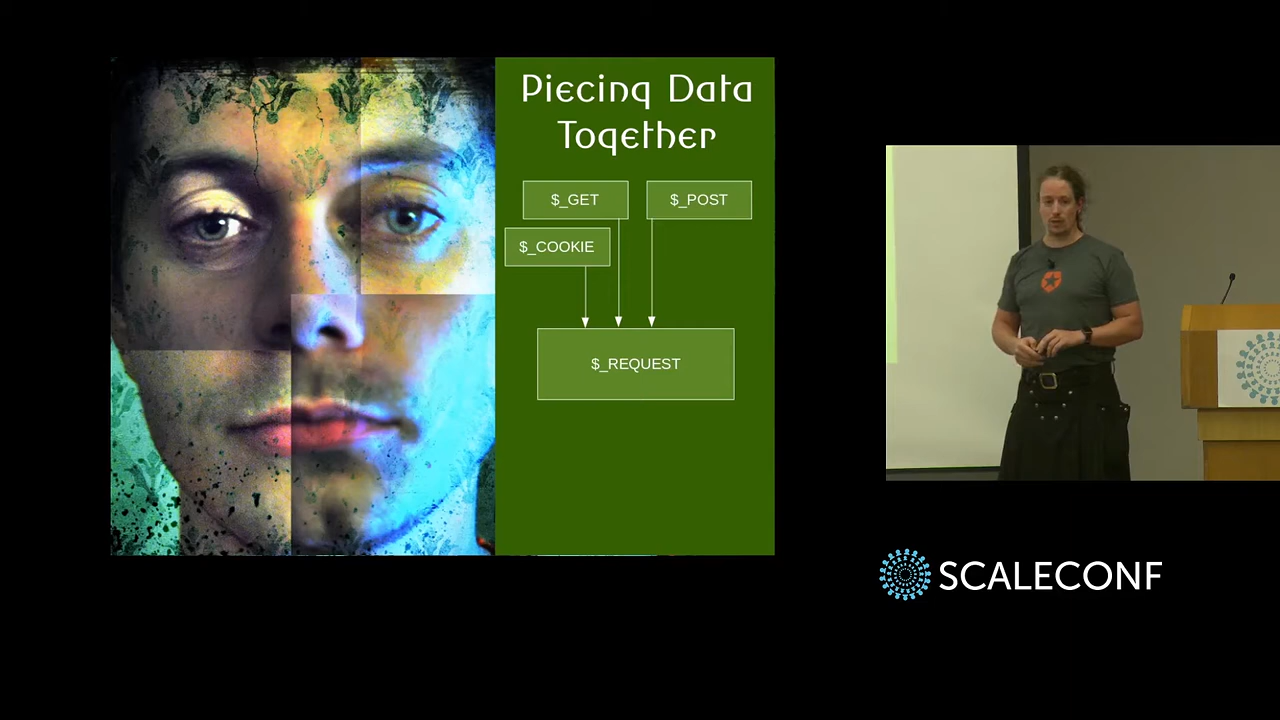 Piecing Data
Together
$_GET
$_POST
$_COOKIE
$_REQUEST
SCALECONF